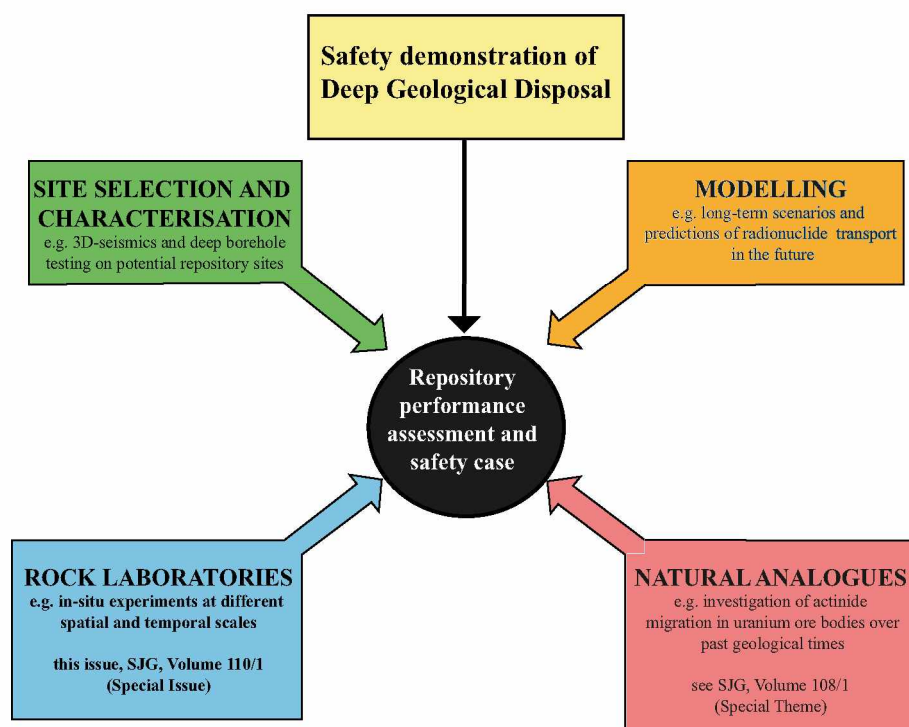 Safety demonstration of
Deep Geological Disposal
SITE SELECTION AND
CHARACTERISATION
e.g. 3D-seismics and deep borehole
testing on potential repository sites
MODELLING
e.g. long-term scenarios and
predictions of radionuclide transport
in the future
Repository
performance
assessment and
safety case
ROCK LABORATORIES
e.g. in-situ experiments at different
spatial and temporal scales
this issue, SJG, Volume 110/1
(Special Issue)
NATURAL ANALOGUES
e.g. investigation of actinide
migration in uranium ore bodies over
past geological times
see SJG, Volume 108/1
(Special Theme)